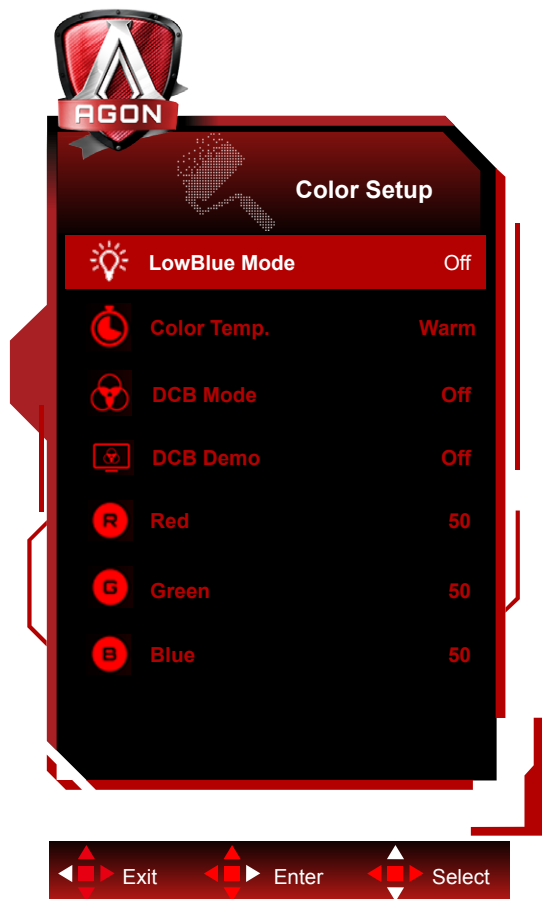 AGON
Color Setup
LowBlue Mode Off
Color Temp. Warm
DCB Mode Off
DCB Demo Off
R Red 50
G Green 50
B Blue 50
Exit Enter Select